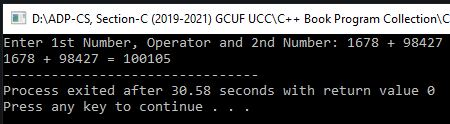 D:\ADP-CS, Section-C (2019-2021) GCUF UCC\C++ Book Program Collection\C
Enter 1st Number, Operator and 2nd Number: 1678 + 98427
1678 + 98427 = 100105
--------------------------------
Process exited after 30.58 seconds with return value 0
Press any key to continue . . .